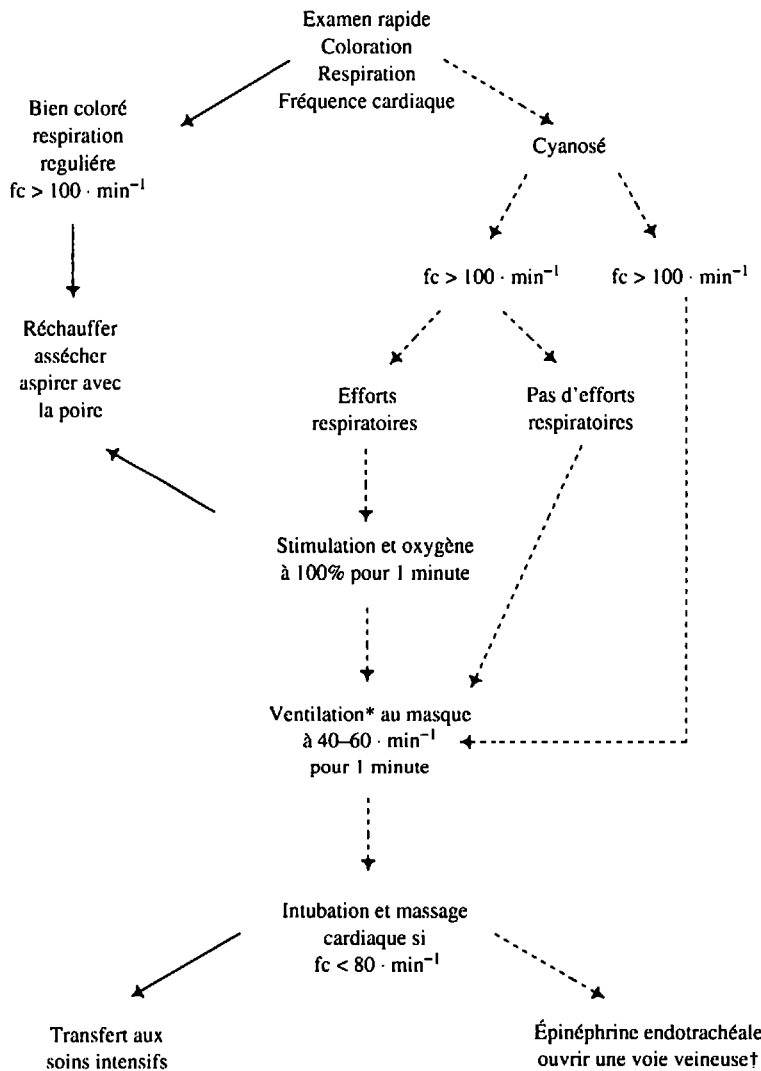 Examen rapide
Coloration
Respiration
Fréquence cardiaque
Bien coloré
respiration
reguliére
fc > 100 · min⁻¹
Cyanosé
fc > 100 · min⁻¹
fc > 100 · min⁻¹
Réchauffer
assécher
aspirer avec
la poire
Efforts
respiratoires
Pas d'efforts
respiratoires
Stimulation et oxygène
à 100% pour 1 minute
Ventilation* au masque
à 40–60 · min⁻¹
pour 1 minute
Intubation et massage
cardiaque si
fc < 80 · min⁻¹
Transfert aux
soins intensifs
Épinéphrine endotrachéale
ouvrir une voie veineuse†